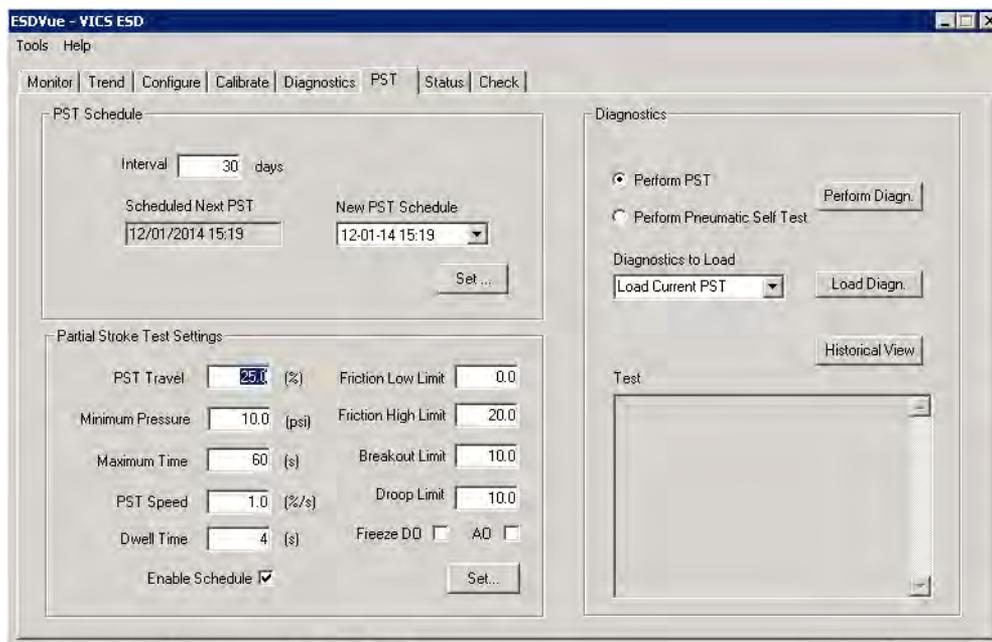 ESDVue - VICS ESD
Tools Help
Monitor Trend Configure Calibrate Diagnostics PST Status Check
PST Schedule
Interval 30 days
Scheduled Next PST
12/01/2014 15:19
New PST Schedule
12-01-14 15:19
Set ...
Partial Stroke Test Settings
PST Travel 25.0 (%)
Minimum Pressure 10.0 (psi)
Maximum Time 60 (s)
PST Speed 1.0 (%/s)
Dwell Time 4 (s)
Enable Schedule
Friction Low Limit 0.0
Friction High Limit 20.0
Breakout Limit 10.0
Droop Limit 10.0
Freeze DO AO
Set...
Diagnostics
Perform PST
Perform Pneumatic Self Test
Perform Diagn.
Diagnostics to Load
Load Current PST
Load Diagn.
Historical View
Test